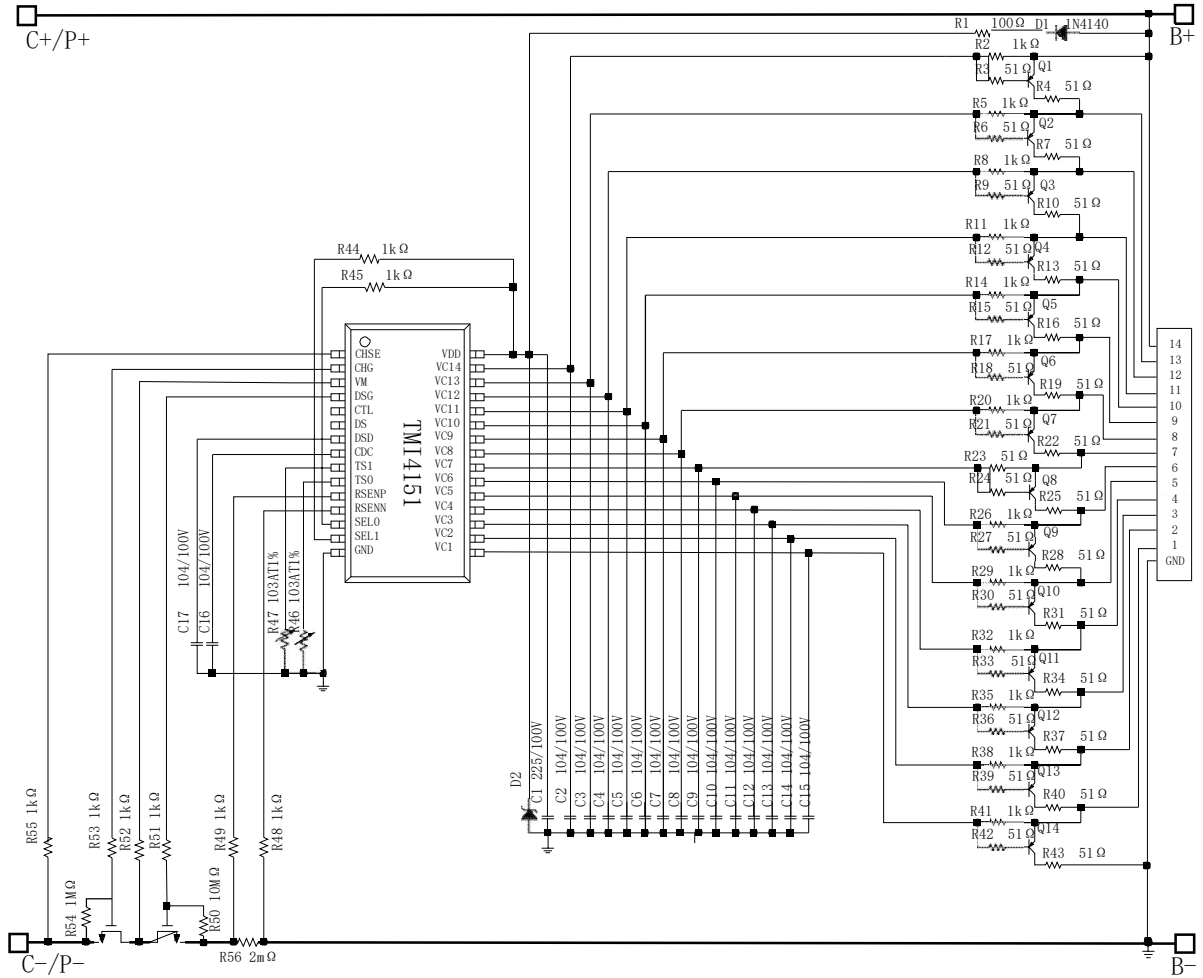 C+/P+
B+
R1 100Ω D1 1N4140
R2 1kΩ
R3 51Ω Q1
R4 51Ω
R5 1kΩ
R6 51Ω Q2
R7 51Ω
R8 1kΩ
R9 51Ω Q3
R10 51Ω
R11 1kΩ
R12 51Ω Q4
R13 51Ω
R14 1kΩ
R15 51Ω Q5
R16 51Ω
R17 1kΩ
R18 51Ω Q6
R19 51Ω
R20 1kΩ
R21 51Ω Q7
R22 51Ω
R23 51Ω
R24 51Ω Q8
R25 51Ω
R26 1kΩ
R27 51Ω Q9
R28 51Ω
R29 1kΩ
R30 51Ω Q10
R31 51Ω
R32 1kΩ
R33 51Ω Q11
R34 51Ω
R35 1kΩ
R36 51Ω Q12
R37 51Ω
R38 1kΩ
R39 51Ω Q13
R40 51Ω
R41 1kΩ
R42 51Ω Q14
R43 51Ω
14
13
12
11
10
9
8
7
6
5
4
3
2
1
GND
R44 1kΩ
R45 1kΩ
TMI4151
CHSE
CHG
VM
DSG
CTL
DS
DSD
CDC
TS1
TS0
RSENP
RSENN
SEL0
SEL1
GND
VDD
VC14
VC13
VC12
VC11
VC10
VC9
VC8
VC7
VC6
VC5
VC4
VC3
VC2
VC1
C17 104/100V
C16 104/100V
R47 103AT1%
R46 103AT1%
D2
C1 225/100V
C2 104/100V
C3 104/100V
C4 104/100V
C5 104/100V
C6 104/100V
C7 104/100V
C8 104/100V
C9 104/100V
C10 104/100V
C11 104/100V
C12 104/100V
C13 104/100V
C14 104/100V
C15 104/100V
R55 1kΩ
R53 1kΩ
R52 1kΩ
R51 1kΩ
R49 1kΩ
R48 1kΩ
R54 1MΩ
R50 10MΩ
R56 2mΩ
C-/P-
B-